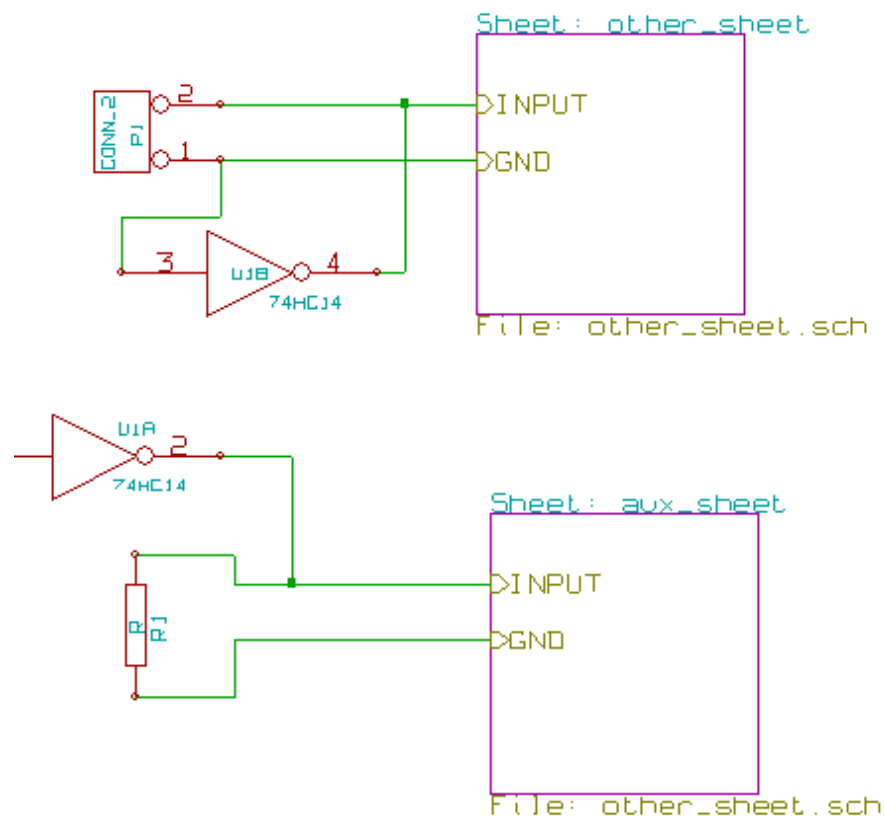 Sheet: other_sheet
CONN_2
P1
2
1
INPUT
GND
3
U1B
4
74HC14
File: other_sheet.sch
U1A
2
74HC14
Sheet: aux_sheet
INPUT
R
R1
GND
File: other_sheet.sch